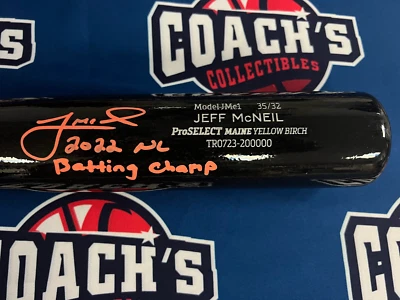 COACH'S
COLLECTIBLES
Model JMe1 35/32
JEFF McNEIL
ProSELECT MAINE YELLOW BIRCH
TR0723-200000
2022 NL
Batting Champ
COACH'S
OACH'S